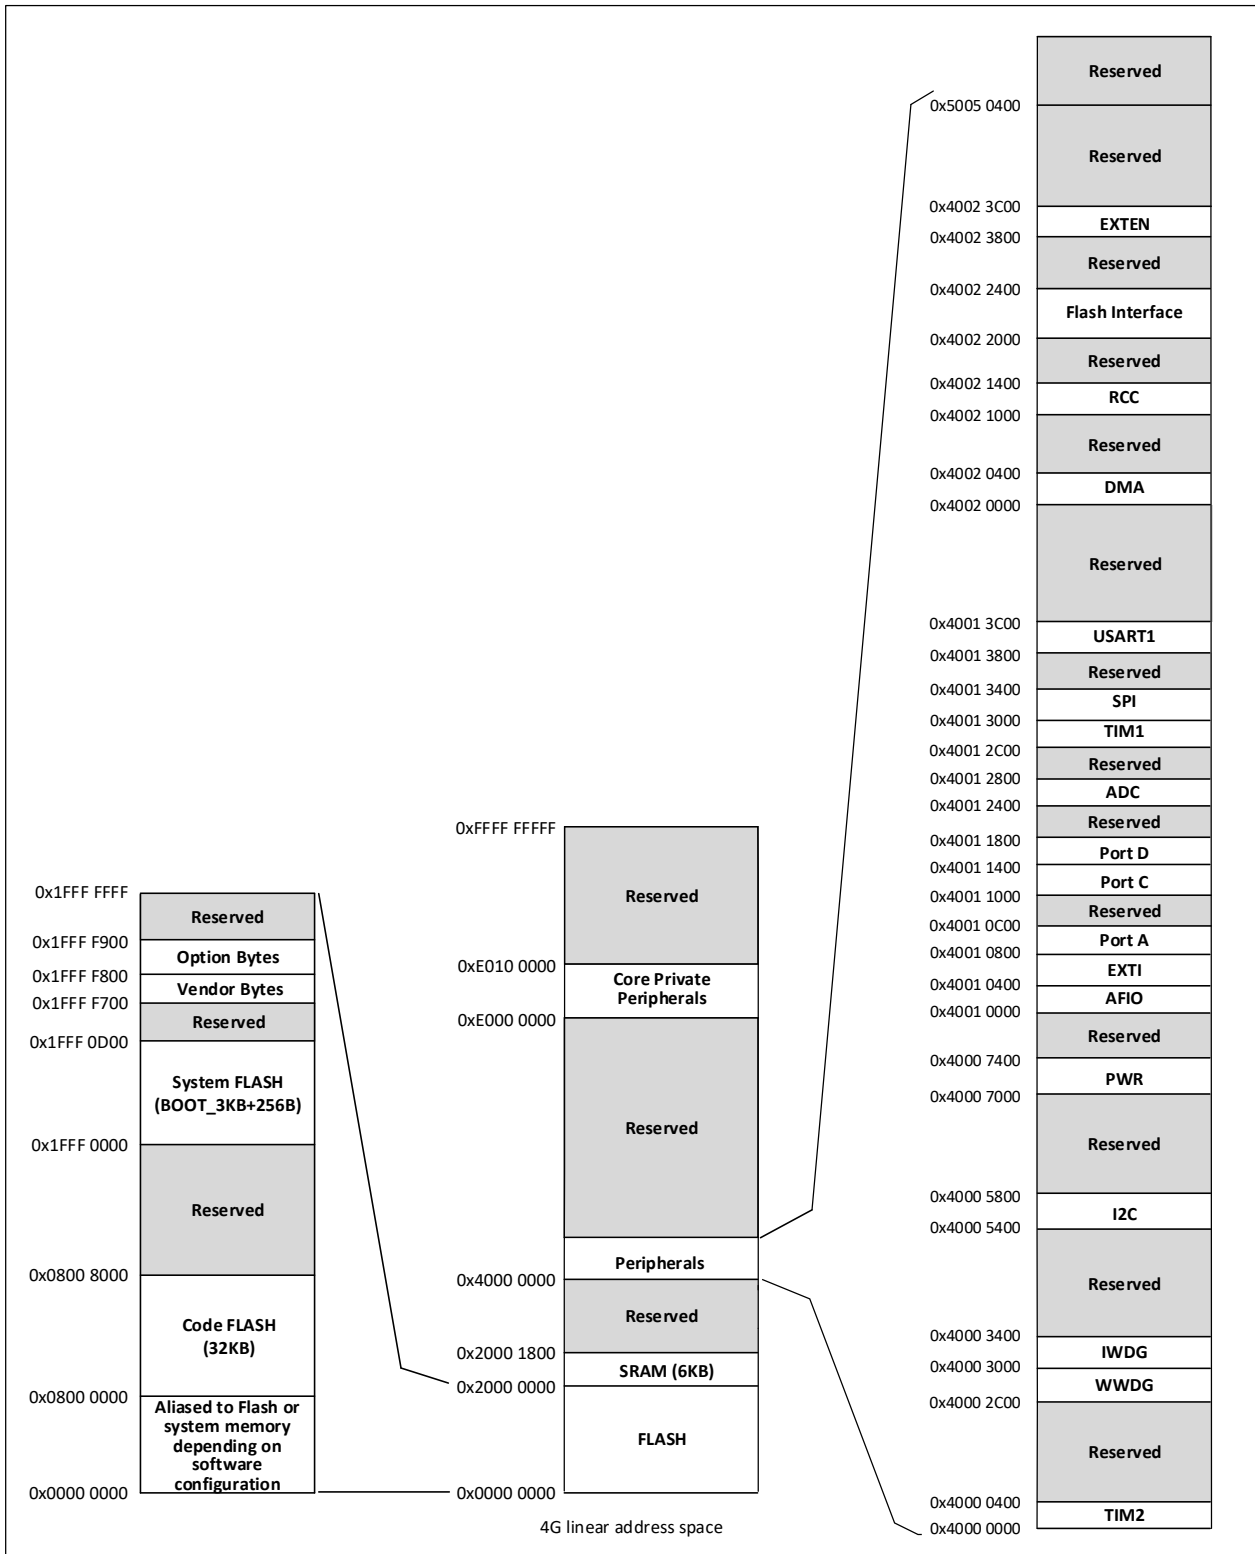 0x1FFF FFFF
Reserved
0x1FFF F900
Option Bytes
0x1FFF F800
Vendor Bytes
0x1FFF F700
Reserved
0x1FFF 0D00
System FLASH
(BOOT_3KB+256B)
0x1FFF 0000
Reserved
0x0800 8000
Code FLASH
(32KB)
0x0800 0000
Aliased to Flash or
system memory
depending on
software
configuration
0x0000 0000
0xFFFF FFFFF
Reserved
0xE010 0000
Core Private
Peripherals
0xE000 0000
Reserved
Peripherals
0x4000 0000
Reserved
0x2000 1800
SRAM (6KB)
0x2000 0000
FLASH
0x0000 0000
4G linear address space
Reserved
0x5005 0400
Reserved
0x4002 3C00
EXTEN
0x4002 3800
Reserved
0x4002 2400
Flash Interface
0x4002 2000
Reserved
0x4002 1400
RCC
0x4002 1000
Reserved
0x4002 0400
DMA
0x4002 0000
Reserved
0x4001 3C00
USART1
0x4001 3800
Reserved
0x4001 3400
SPI
0x4001 3000
TIM1
0x4001 2C00
Reserved
0x4001 2800
ADC
0x4001 2400
Reserved
0x4001 1800
Port D
0x4001 1400
Port C
0x4001 1000
Reserved
0x4001 0C00
Port A
0x4001 0800
EXTI
0x4001 0400
AFIO
0x4001 0000
Reserved
0x4000 7400
PWR
0x4000 7000
Reserved
0x4000 5800
I2C
0x4000 5400
Reserved
0x4000 3400
IWDG
0x4000 3000
WWDG
0x4000 2C00
Reserved
0x4000 0400
TIM2
0x4000 0000